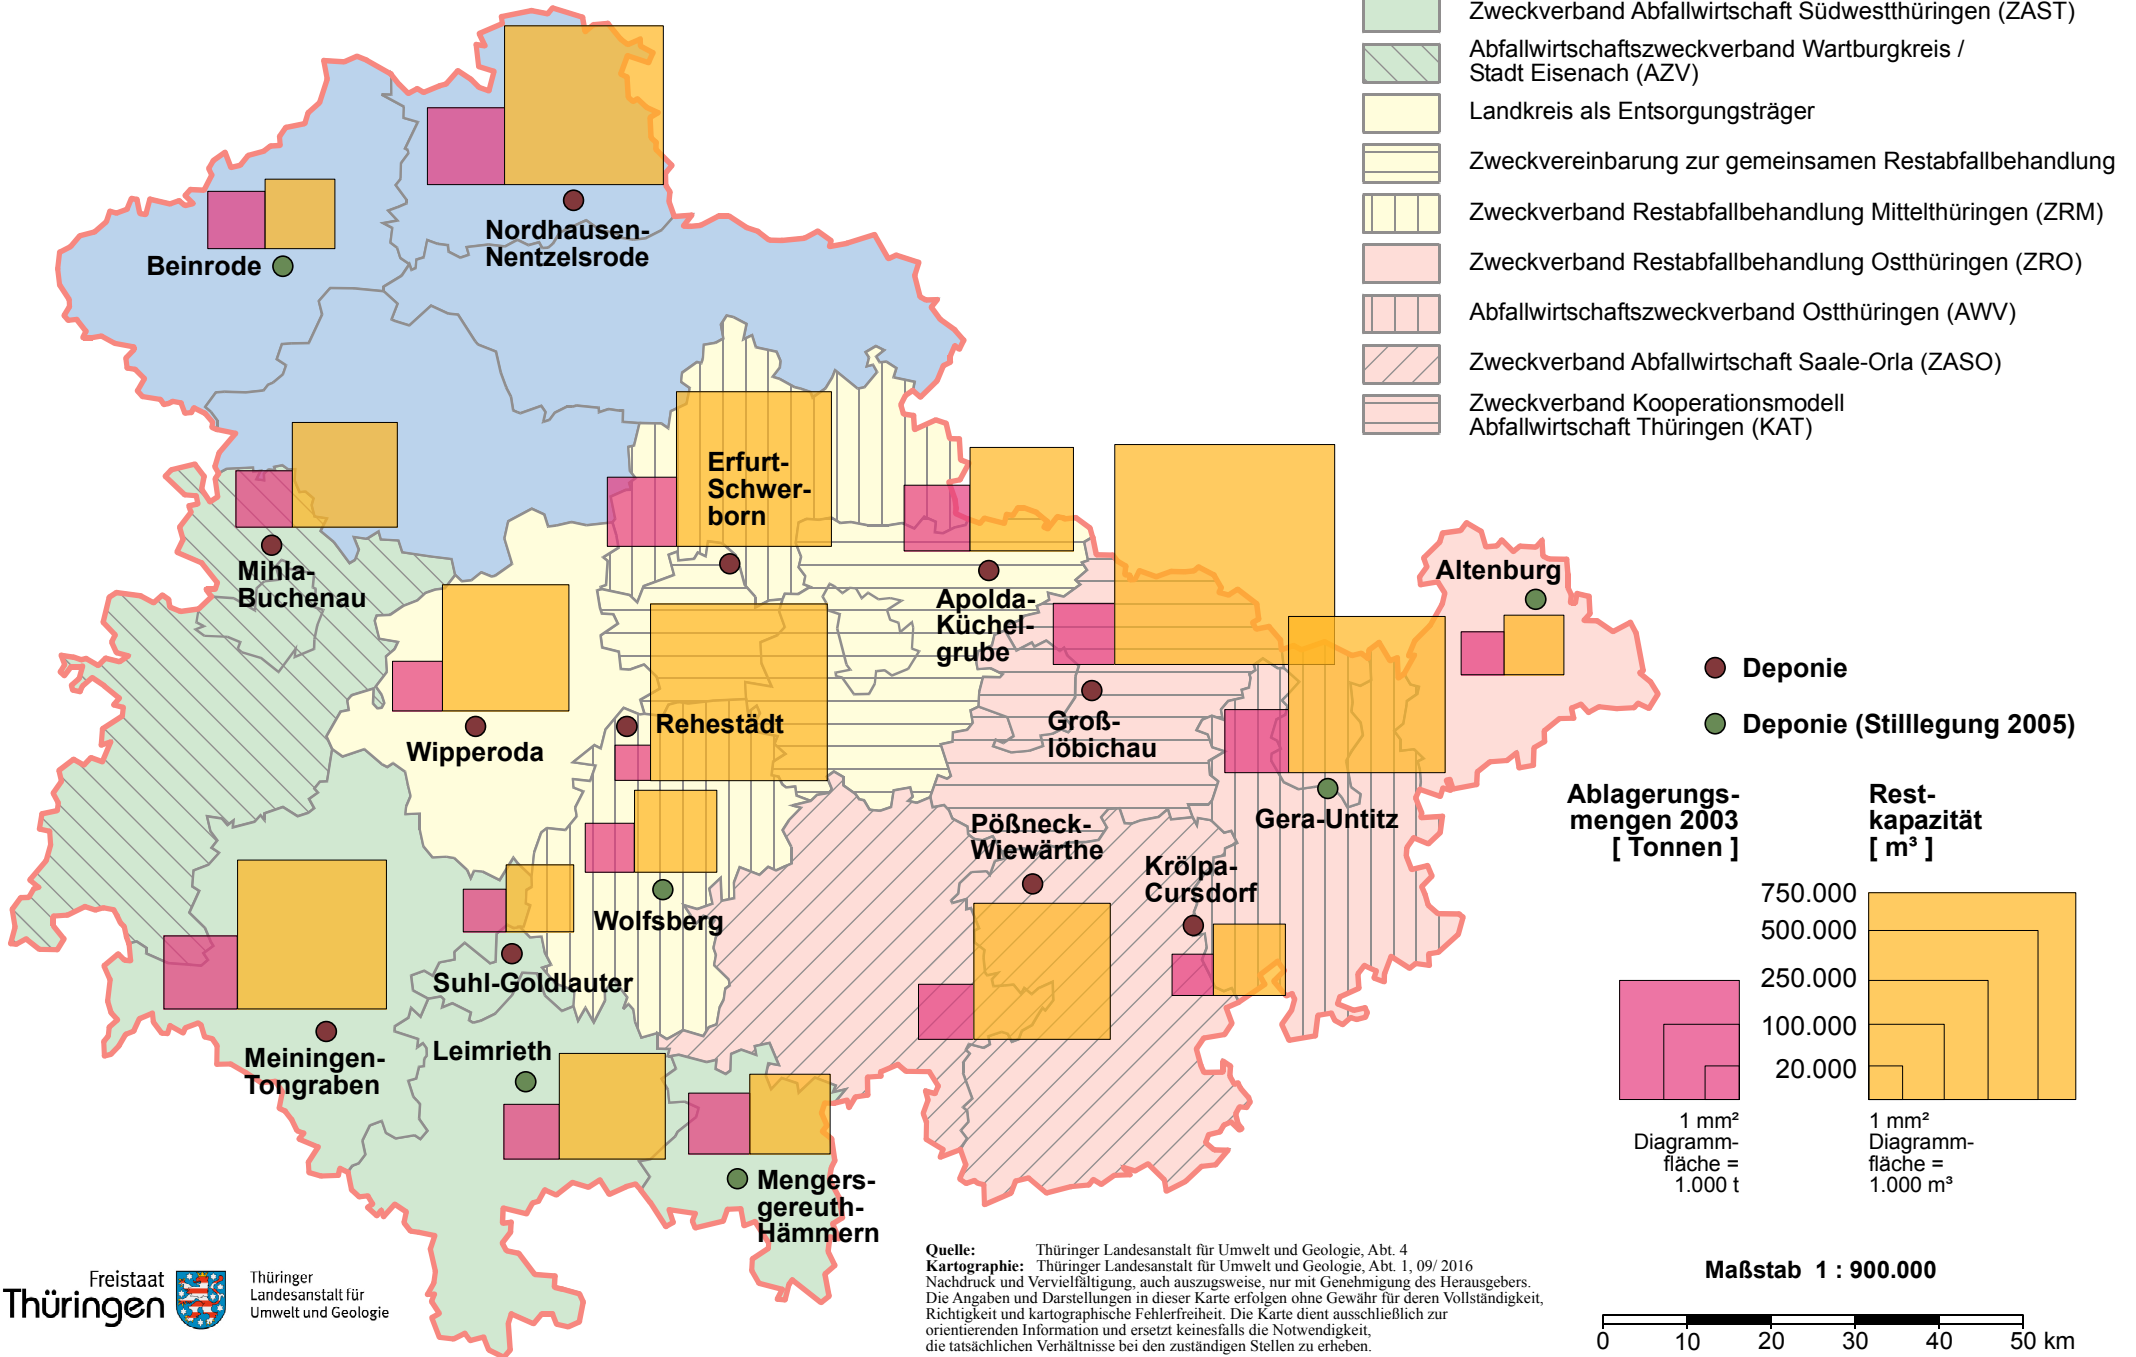 Zweckverband Abfallwirtschaft Südwestthüringen (ZAST)
Abfallwirtschaftszweckverband Wartburgkreis /
Stadt Eisenach (AZV)
Landkreis als Entsorgungsträger
Zweckvereinbarung zur gemeinsamen Restabfallbehandlung
Zweckverband Restabfallbehandlung Mittelthüringen (ZRM)
Zweckverband Restabfallbehandlung Ostthüringen (ZRO)
Abfallwirtschaftszweckverband Ostthüringen (AWV)
Zweckverband Abfallwirtschaft Saale-Orla (ZASO)
Zweckverband Kooperationsmodell
Abfallwirtschaft Thüringen (KAT)
Nordhausen-
Nentzelsrode
Beinrode
Erfurt-
Schwer-
born
Mihla-
Buchenau
Apolda-
Küchel-
grube
Altenburg
Wipperoda
Rehestädt
Groß-
löbichau
Gera-Untitz
Pößneck-
Wiewärthe
Krölpa-
Cursdorf
Wolfsberg
Suhl-Goldlauter
Meiningen-
Tongraben
Leimrieth
Mengers-
gereuth-
Hämmern
Deponie
Deponie (Stilllegung 2005)
Ablagerungs-
mengen 2003
[ Tonnen ]
Rest-
kapazität
[ m³ ]
750.000
500.000
250.000
100.000
20.000
1 mm²
Diagramm-
fläche =
1.000 t
1 mm²
Diagramm-
fläche =
1.000 m³
Maßstab 1 : 900.000
0 10 20 30 40 50 km
Freistaat
Thüringen
Thüringer
Landesanstalt für
Umwelt und Geologie
Quelle: Thüringer Landesanstalt für Umwelt und Geologie, Abt. 4
Kartographie: Thüringer Landesanstalt für Umwelt und Geologie, Abt. 1, 09/ 2016
Nachdruck und Vervielfältigung, auch auszugsweise, nur mit Genehmigung des Herausgebers.
Die Angaben und Darstellungen in dieser Karte erfolgen ohne Gewähr für deren Vollständigkeit,
Richtigkeit und kartographische Fehlerfreiheit. Die Karte dient ausschließlich zur
orientierenden Information und ersetzt keinesfalls die Notwendigkeit,
die tatsächlichen Verhältnisse bei den zuständigen Stellen zu erheben.